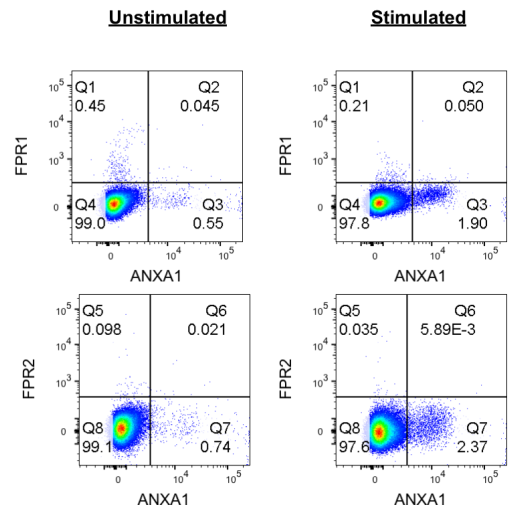 Unstimulated Stimulated
Q1 Q2 Q1 Q2
0.45 0.045 0.21 0.050
10⁵
10⁴
10³
0
FPR1
Q4 Q3
99.0 0.55
0 10⁴ 10⁵
ANXA1
10⁵
10⁴
10³
0
FPR1
Q4 Q3
97.8 1.90
0 10⁴ 10⁵
ANXA1
Q5 Q6 Q5 Q6
0.098 0.021 0.035 5.89E-3
10⁵
10⁴
10³
0
FPR2
Q8 Q7
99.1 0.74
0 10⁴ 10⁵
ANXA1
10⁵
10⁴
10³
0
FPR2
Q8 Q7
97.6 2.37
0 10⁴ 10⁵
ANXA1